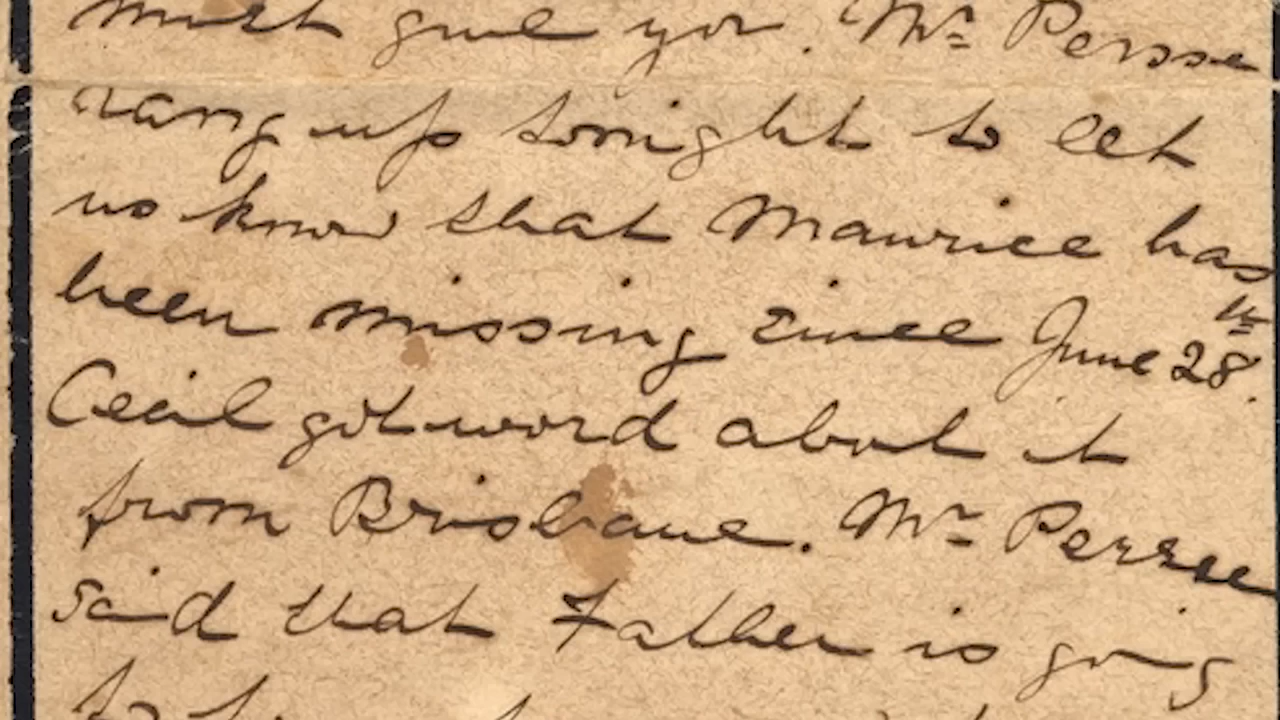 must give you. Mr Persse
rang up tonight to let
us know that Maurice has
been missing since June 28th.
Cecil got word about it
from Brisbane. Mr Persse
said that Father is going
to